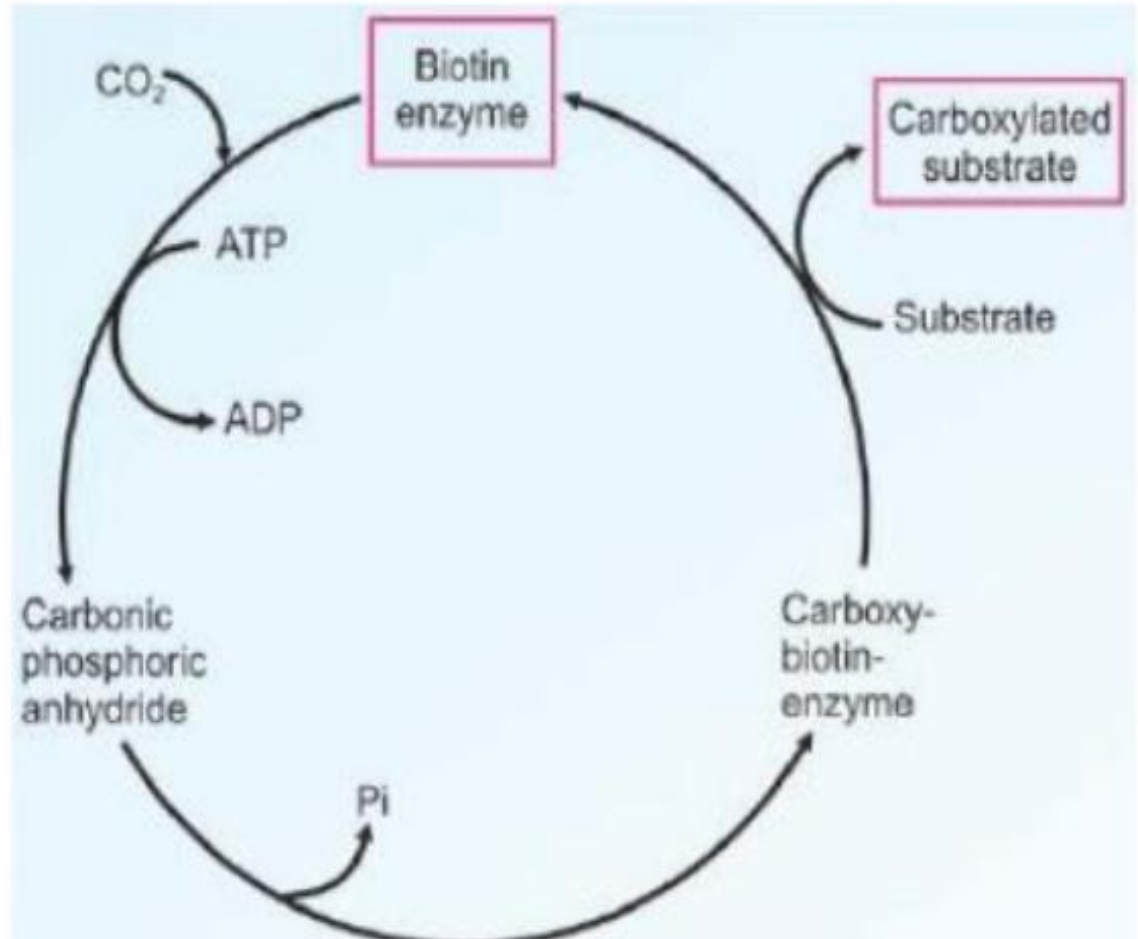 Biotin
enzyme
CO₂
Carboxylated
substrate
ATP
Substrate
ADP
Carbonic
phosphoric
anhydride
Carboxy-
biotin-
enzyme
Pi